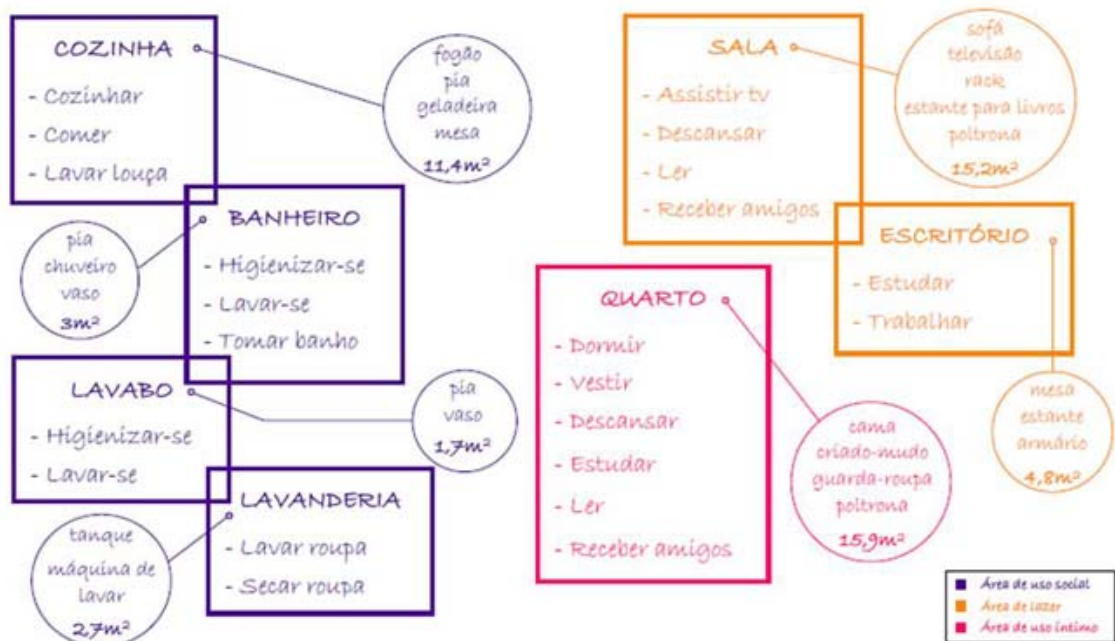 COZINHA
- Cozinhar
- Comer
- Lavar louça
fogão
pia
geladeira
mesa
11,4m²
BANHEIRO
- Higienizar-se
- Lavar-se
- Tomar banho
pia
chuveiro
vaso
3m²
LAVABO
- Higienizar-se
- Lavar-se
pia
vaso
1,7m²
LAVANDERIA
- Lavar roupa
- Secar roupa
tanque
máquina de
lavar
2,7m²
SALA
- Assistir tv
- Descansar
- Ler
- Receber amigos
sofá
televisão
rack
estante para livros
poltrona
15,2m²
ESCRITÓRIO
- Estudar
- Trabalhar
mesa
estante
armário
4,8m²
QUARTO
- Dormir
- Vestir
- Descansar
- Estudar
- Ler
- Receber amigos
cama
criado-mudo
guarda-roupa
poltrona
15,9m²
Área de uso social
Área de lazer
Área de uso íntimo